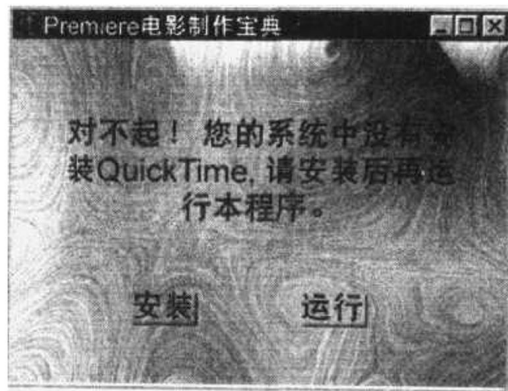 Premiere电影制作宝典
对不起！您的系统中没有安
装QuickTime, 请安装后再运
行本程序。
安装
运行